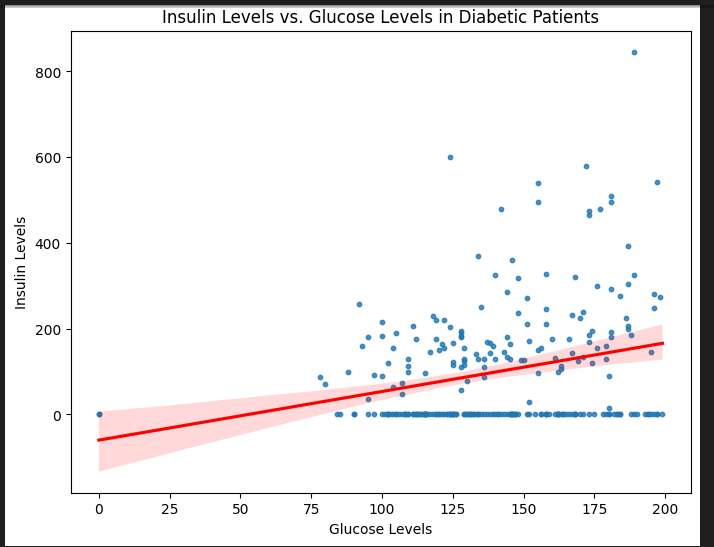 Insulin Levels vs. Glucose Levels in Diabetic Patients
800
600
400
200
0
Insulin Levels
0 25 50 75 100 125 150 175 200
Glucose Levels